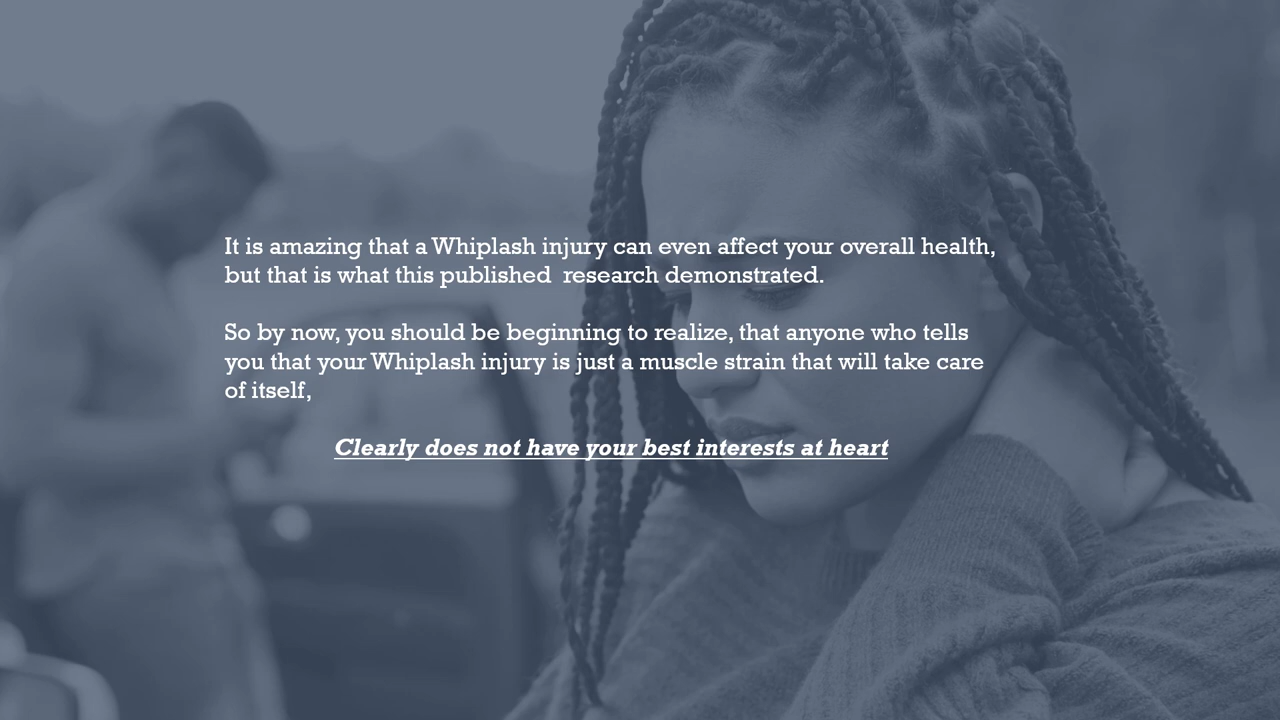 It is amazing that a Whiplash injury can even affect your overall health,
but that is what this published  research demonstrated.
So by now, you should be beginning to realize, that anyone who tells
you that your Whiplash injury is just a muscle strain that will take care
of itself,
Clearly does not have your best interests at heart